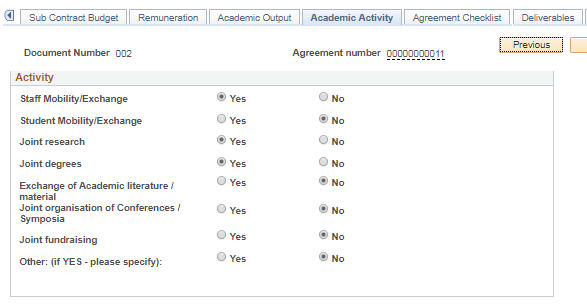 Sub Contract Budget Remuneration Academic Output Academic Activity Agreement Checklist Deliverables
Document Number 002 Agreement number 00000000011 Previous
Activity
Staff Mobility/Exchange Yes No
Student Mobility/Exchange Yes No
Joint research Yes No
Joint degrees Yes No
Exchange of Academic literature / Yes No
material
Joint organisation of Conferences / Yes No
Symposia
Joint fundraising Yes No
Other: (if YES - please specify): Yes No